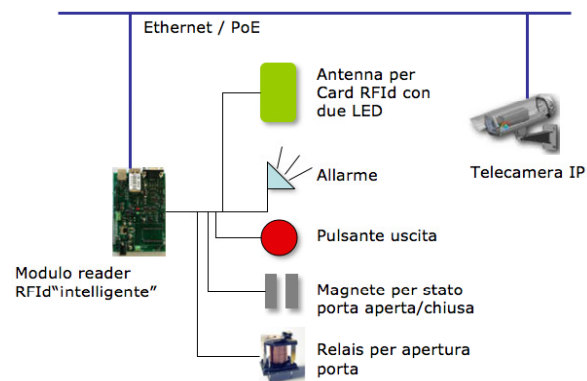 Ethernet / PoE
Antenna per
Card RFId con
due LED
Telecamera IP
Allarme
Pulsante uscita
Modulo reader
RFId“intelligente”
Magnete per stato
porta aperta/chiusa
Relais per apertura
porta